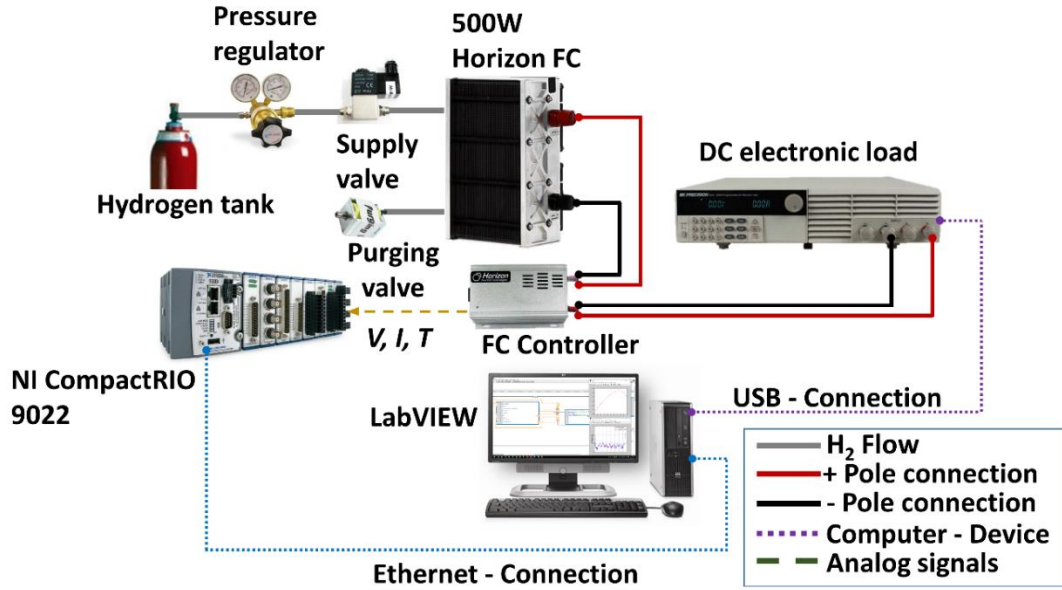 Pressure
regulator
500W
Horizon FC
Supply
valve
DC electronic load
Hydrogen tank
Purging
valve
Horizon
V, I, T
FC Controller
NI CompactRIO
9022
LabVIEW
USB - Connection
H₂ Flow
+ Pole connection
- Pole connection
Computer - Device
Analog signals
Ethernet - Connection